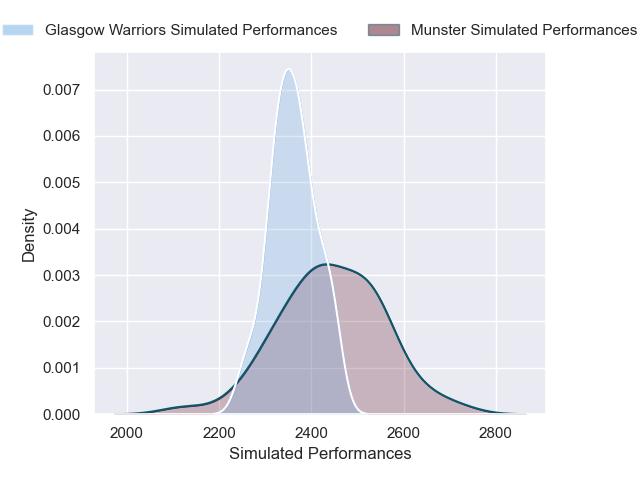 Glasgow Warriors Simulated Performances
Munster Simulated Performances
0.007
0.006
0.005
0.004
0.003
0.002
0.001
0.000
Density
2000 2200 2400 2600 2800
Simulated Performances